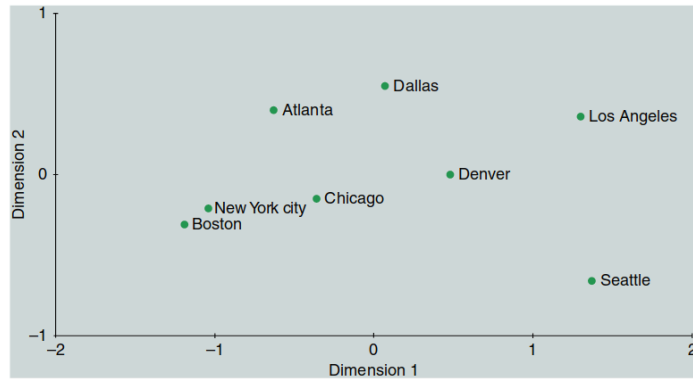 1
Dallas
Atlanta
Los Angeles
Dimension 2
0
Denver
Chicago
New York city
Boston
Seattle
–1
–2
–1
0
1
2
Dimension 1